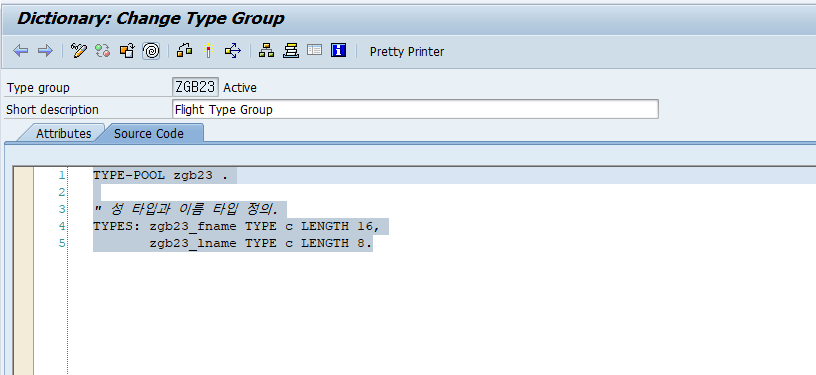 Dictionary: Change Type Group
Pretty Printer
Type group ZGB23 Active
Short description Flight Type Group
Attributes Source Code
1 TYPE-POOL zgb23 .
2
3 " 성 타입과 이름 타입 정의.
4 TYPES: zgb23_fname TYPE c LENGTH 16,
5 zgb23_lname TYPE c LENGTH 8.